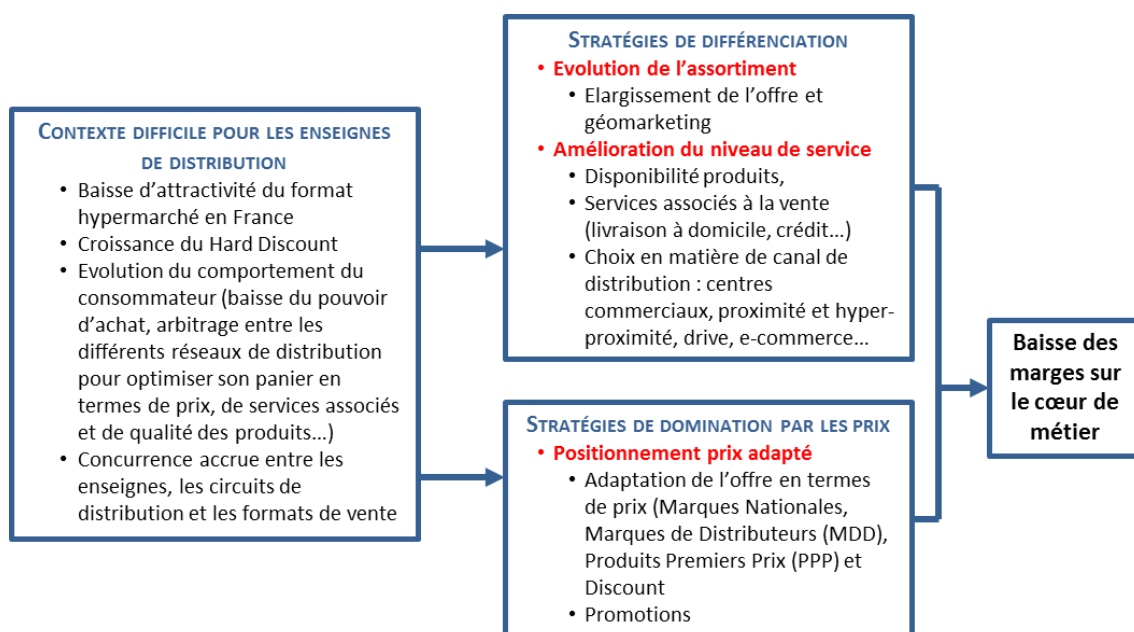 CONTEXTE DIFFICILE POUR LES ENSEIGNES
DE DISTRIBUTION
• Baisse d'attractivité du format
hypermarché en France
• Croissance du Hard Discount
• Evolution du comportement du
consommateur (baisse du pouvoir
d'achat, arbitrage entre les
différents réseaux de distribution
pour optimiser son panier en
termes de prix, de services associés
et de qualité des produits...)
• Concurrence accrue entre les
enseignes, les circuits de
distribution et les formats de vente
STRATÉGIES DE DIFFÉRENCIATION
• Evolution de l'assortiment
• Elargissement de l'offre et
géomarketing
• Amélioration du niveau de service
• Disponibilité produits,
• Services associés à la vente
(livraison à domicile, crédit...)
• Choix en matière de canal de
distribution : centres
commerciaux, proximité et hyper-
proximité, drive, e-commerce...
STRATÉGIES DE DOMINATION PAR LES PRIX
• Positionnement prix adapté
• Adaptation de l'offre en termes
de prix (Marques Nationales,
Marques de Distributeurs (MDD),
Produits Premiers Prix (PPP) et
Discount
• Promotions
Baisse des
marges sur
le cœur de
métier